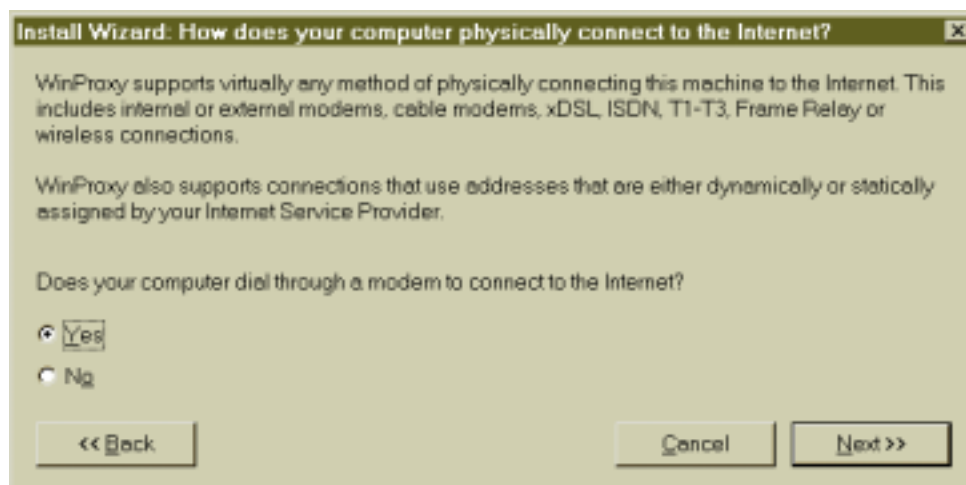 Install Wizard: How does your computer physically connect to the Internet?
WinProxy supports virtually any method of physically connecting this machine to the Internet. This
includes internal or external modems, cable modems, xDSL, ISDN, T1-T3, Frame Relay or
wireless connections.
WinProxy also supports connections that use addresses that are either dynamically or statically
assigned by your Internet Service Provider.
Does your computer dial through a modem to connect to the Internet?
Yes
No
<< Back
Cancel
Next >>